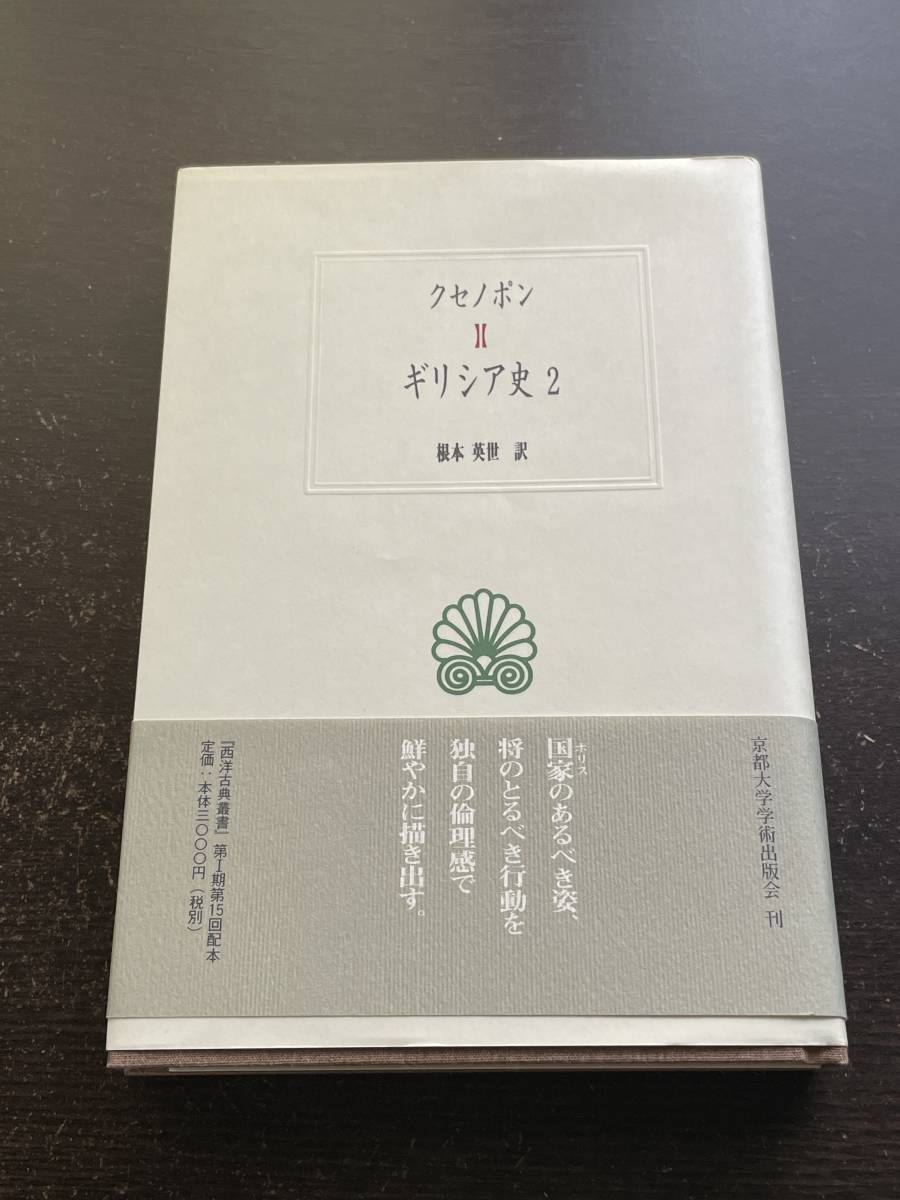 クセノポン
ギリシア史 2
根本 英世 訳
京都大学学術出版会 刊
国家のあるべき姿、
ポリス
将のとるべき行動を
独自の倫理感で
鮮やかに描き出す。
『西洋古典叢書』 第Ⅰ期第15回配本
定価：本体三〇〇〇円（税別）